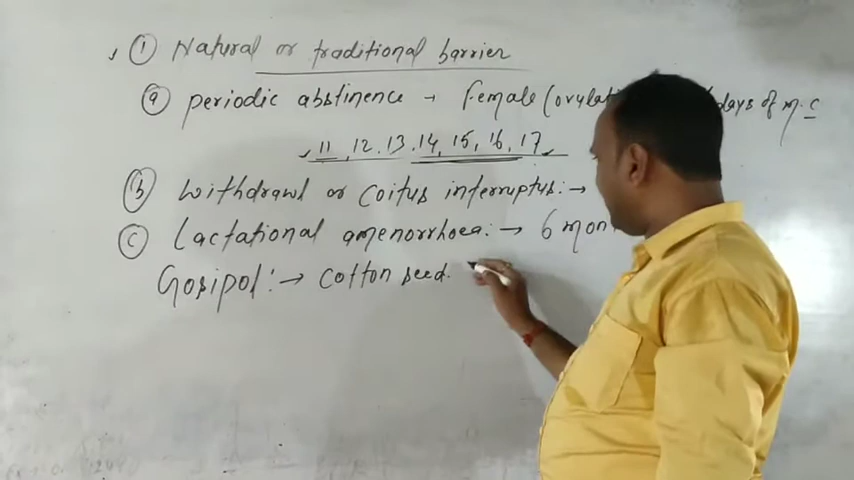 ① Natural or traditional barrier
ⓐ periodic abstinence → Female (ovulati days of m.c
11, 12, 13, 14, 15, 16, 17
ⓑ Withdrawl or coitus interruptus:→
ⓒ Lactational amenorrhoea:→ 6 mon
Gosipol:→ cotton seed.